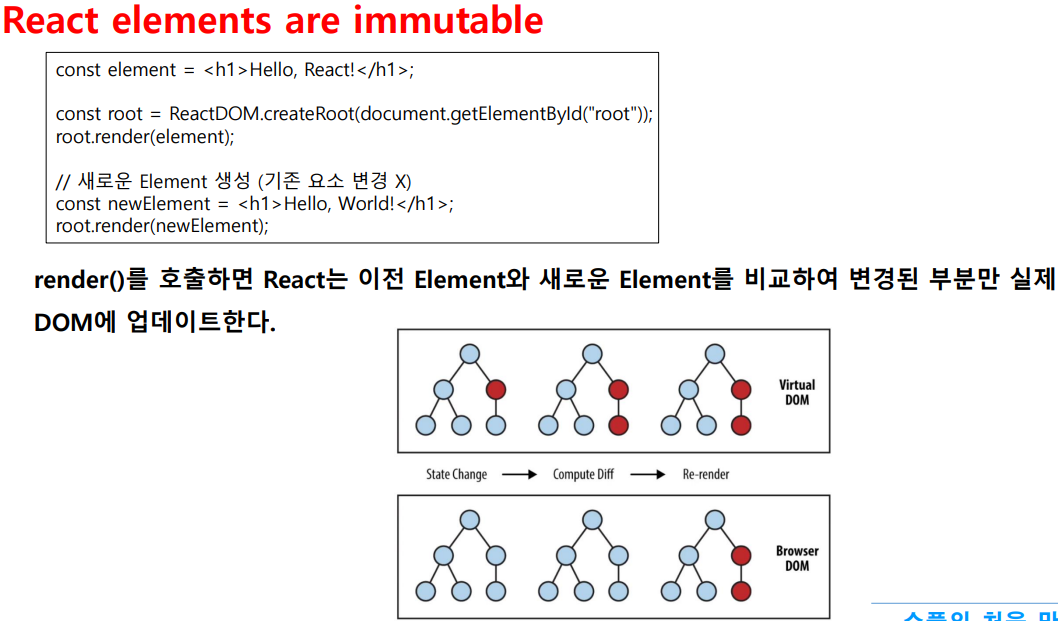 React elements are immutable
const element = <h1>Hello, React!</h1>;
const root = ReactDOM.createRoot(document.getElementById("root"));
root.render(element);
// 새로운 Element 생성 (기존 요소 변경 X)
const newElement = <h1>Hello, World!</h1>;
root.render(newElement);
render()를 호출하면 React는 이전 Element와 새로운 Element를 비교하여 변경된 부분만 실제
DOM에 업데이트한다.
Virtual
DOM
State Change
Compute Diff
Re-render
Browser
DOM